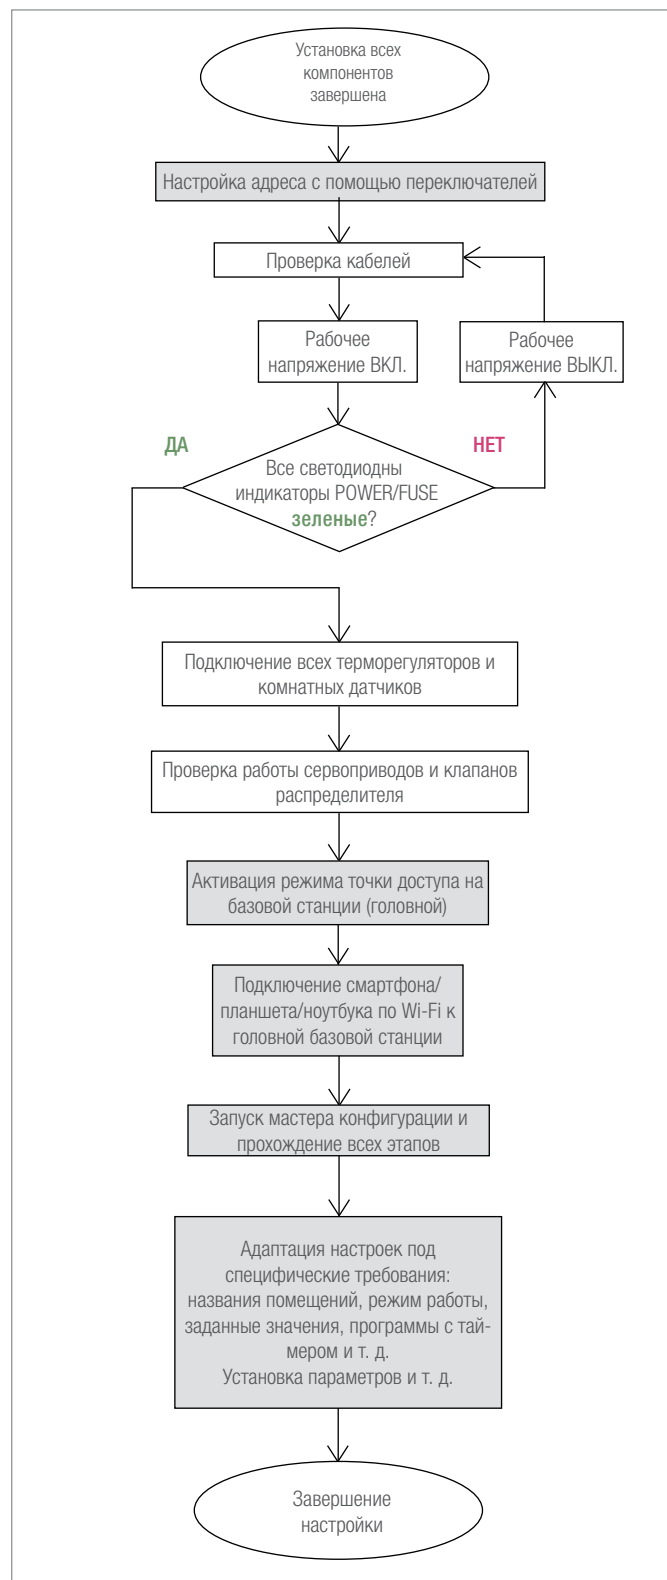 Установка всех
компонентов
завершена
Настройка адреса с помощью переключателей
Проверка кабелей
Рабочее
напряжение ВКЛ.
Рабочее
напряжение ВЫКЛ.
ДА
НЕТ
Все светодиодны
индикаторы POWER/FUSE
зеленые?
Подключение всех терморегуляторов и
комнатных датчиков
Проверка работы сервоприводов и клапанов
распределителя
Активация режима точки доступа на
базовой станции (головной)
Подключение смартфона/
планшета/ноутбука по Wi-Fi к
головной базовой станции
Запуск мастера конфигурации и
прохождение всех этапов
Адаптация настроек под
специфические требования:
названия помещений, режим работы,
заданные значения, программы с тай-
мером и т. д.
Установка параметров и т. д.
Завершение
настройки